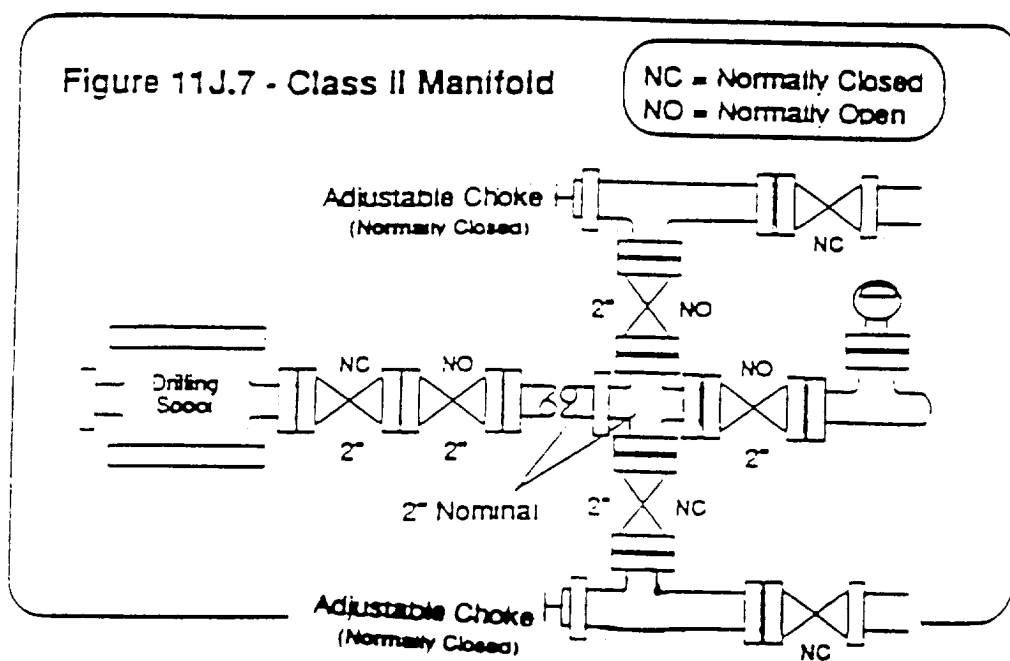 Figure 11J.7 - Class II Manifold
NC = Normally Closed
NO = Normally Open
Adjustable Choke
(Normally Closed)
NC
2"
NO
NC
NO
NO
Drilling
Spool
2"
2"
2"
2" Nominal
2"
NC
Adjustable Choke
(Normally Closed)
NC